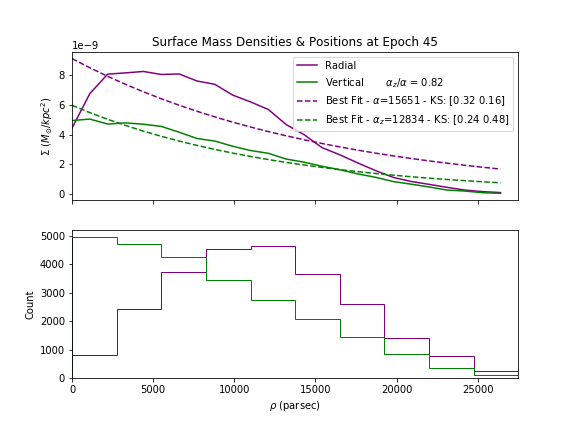 Surface Mass Densities & Positions at Epoch 45
1e−9
8
6
4
2
0
Σ (M⊙/kpc²)
Radial
Vertical αz/α = 0.82
Best Fit - α=15651 - KS: [0.32 0.16]
Best Fit - αz=12834 - KS: [0.24 0.48]
5000
4000
3000
2000
1000
0
Count
0 5000 10000 15000 20000 25000
ρ (parsec)